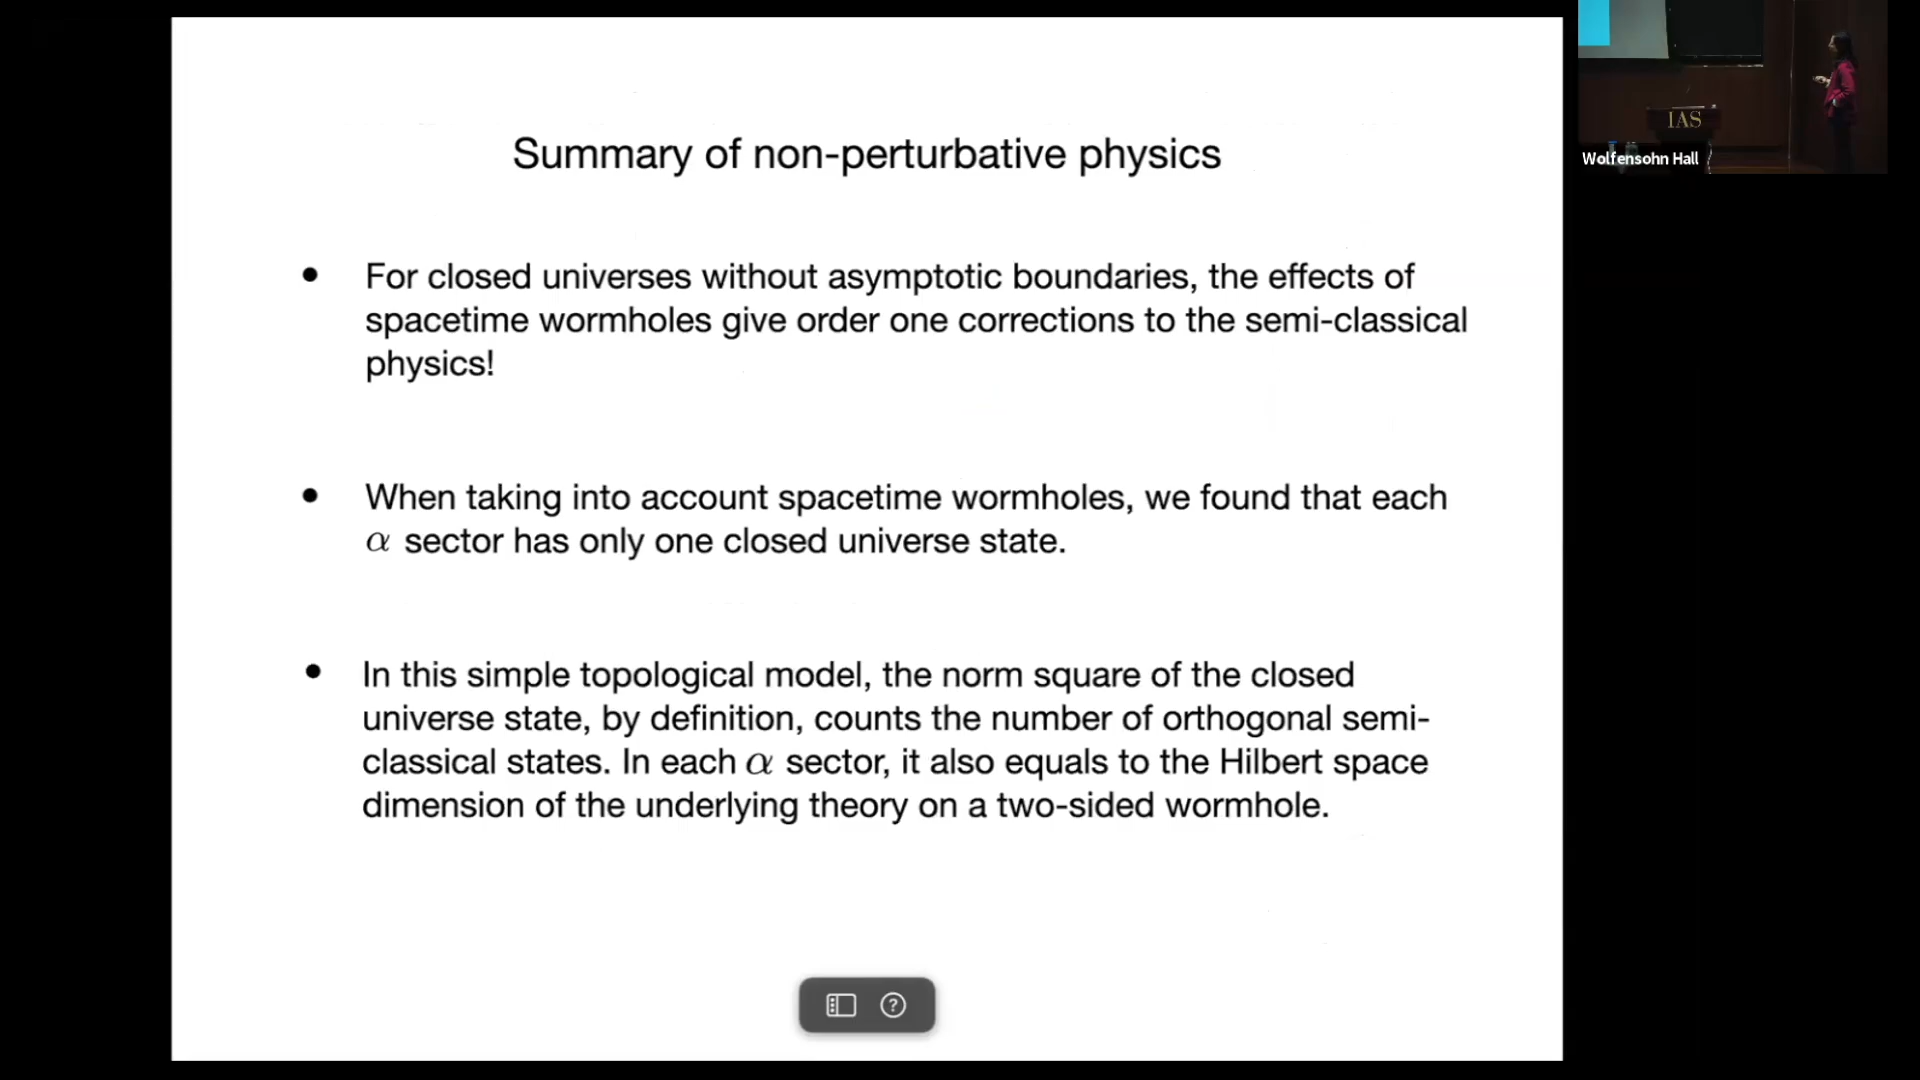 Summary of non-perturbative physics
• For closed universes without asymptotic boundaries, the effects of
spacetime wormholes give order one corrections to the semi-classical
physics!
• When taking into account spacetime wormholes, we found that each
α sector has only one closed universe state.
• In this simple topological model, the norm square of the closed
universe state, by definition, counts the number of orthogonal semi-
classical states. In each α sector, it also equals to the Hilbert space
dimension of the underlying theory on a two-sided wormhole.
IAS
Wolfensohn Hall